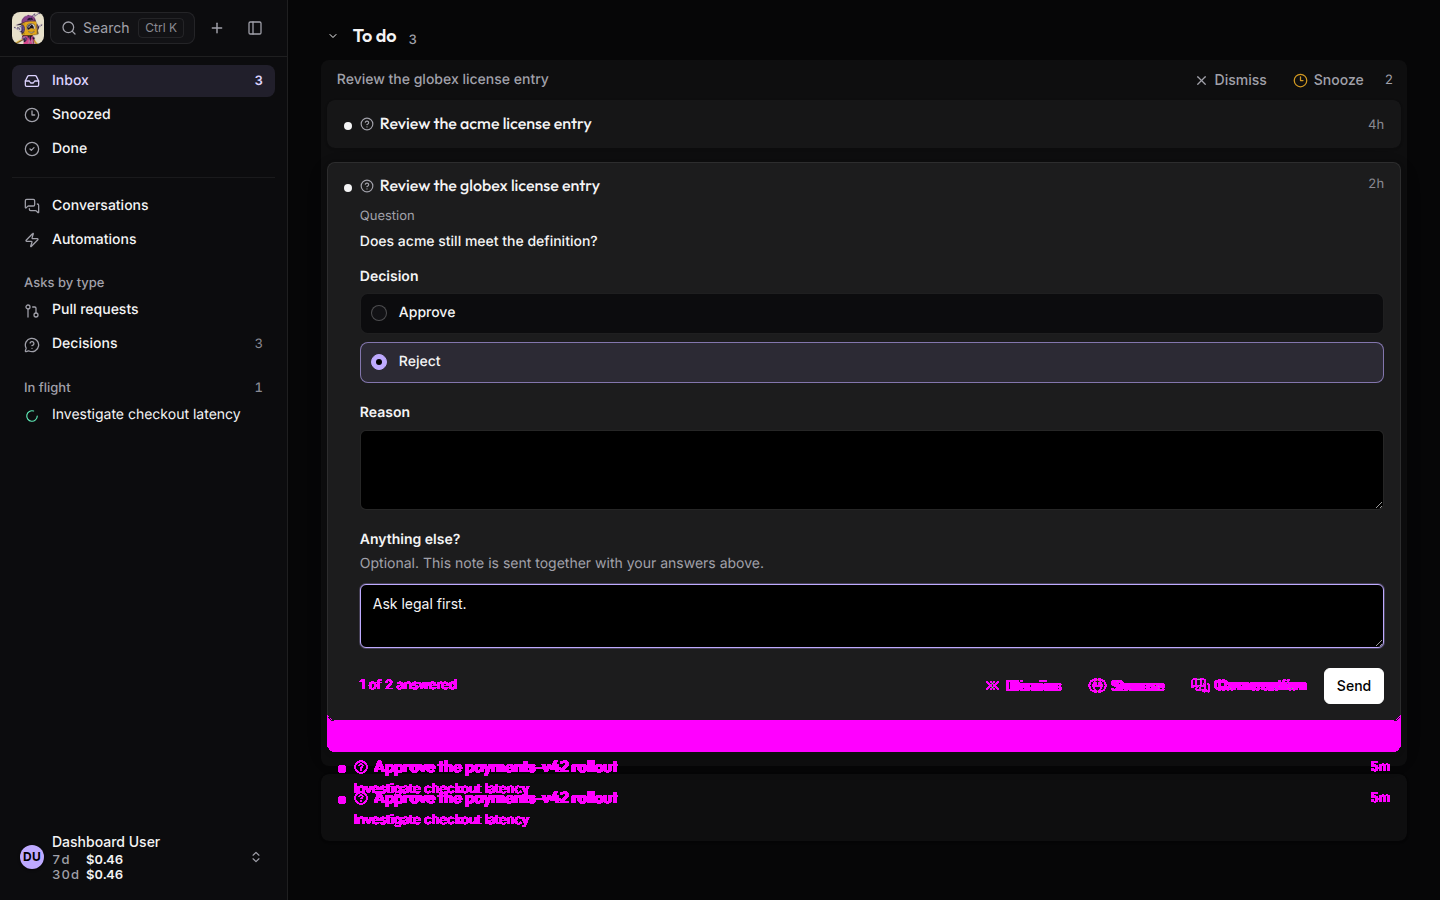 Search Ctrl K
Inbox 3
Snoozed
Done
Conversations
Automations
Asks by type
Pull requests
Decisions 3
In flight 1
Investigate checkout latency
Dashboard User
DU
7d $0.46
30d $0.46
To do 3
Review the globex license entry Dismiss Snooze 2
Review the acme license entry 4h
Review the globex license entry 2h
Question
Does acme still meet the definition?
Decision
Approve
Reject
Reason
Anything else?
Optional. This note is sent together with your answers above.
Ask legal first.
1 of 2 answered Dismiss Snooze Conversation Send
Approve the payments-v42 rollout 5m
Investigate checkout latency
Approve the payments-v42 rollout 5m
Investigate checkout latency